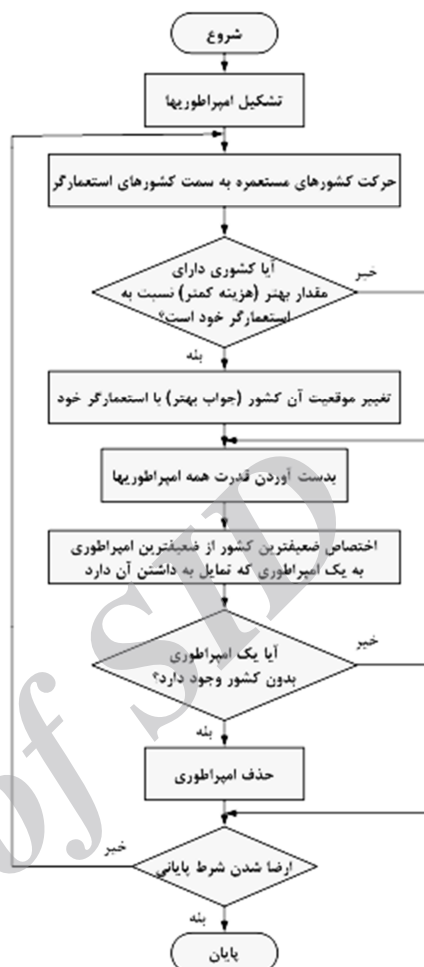 شروع
تشکیل امپراطوریها
حرکت کشورهای مستعمره به سمت کشورهای استعمارگر
آیا کشوری دارای
مقدار بهتر (هزینه کمتر) نسبت به
استعمارگر خود است؟
خیر
بله
تغییر موقعیت آن کشور (جواب بهتر) با استعمارگر خود
بدست آوردن قدرت همه امپراطوریها
اختصاص ضعیفترین کشور از ضعیفترین امپراطوری
به یک امپراطوری که تمایل به داشتن آن دارد
آیا یک امپراطوری
بدون کشور وجود دارد؟
خیر
بله
حذف امپراطوری
ارضا شدن شرط پایانی
خیر
بله
پایان
of SID